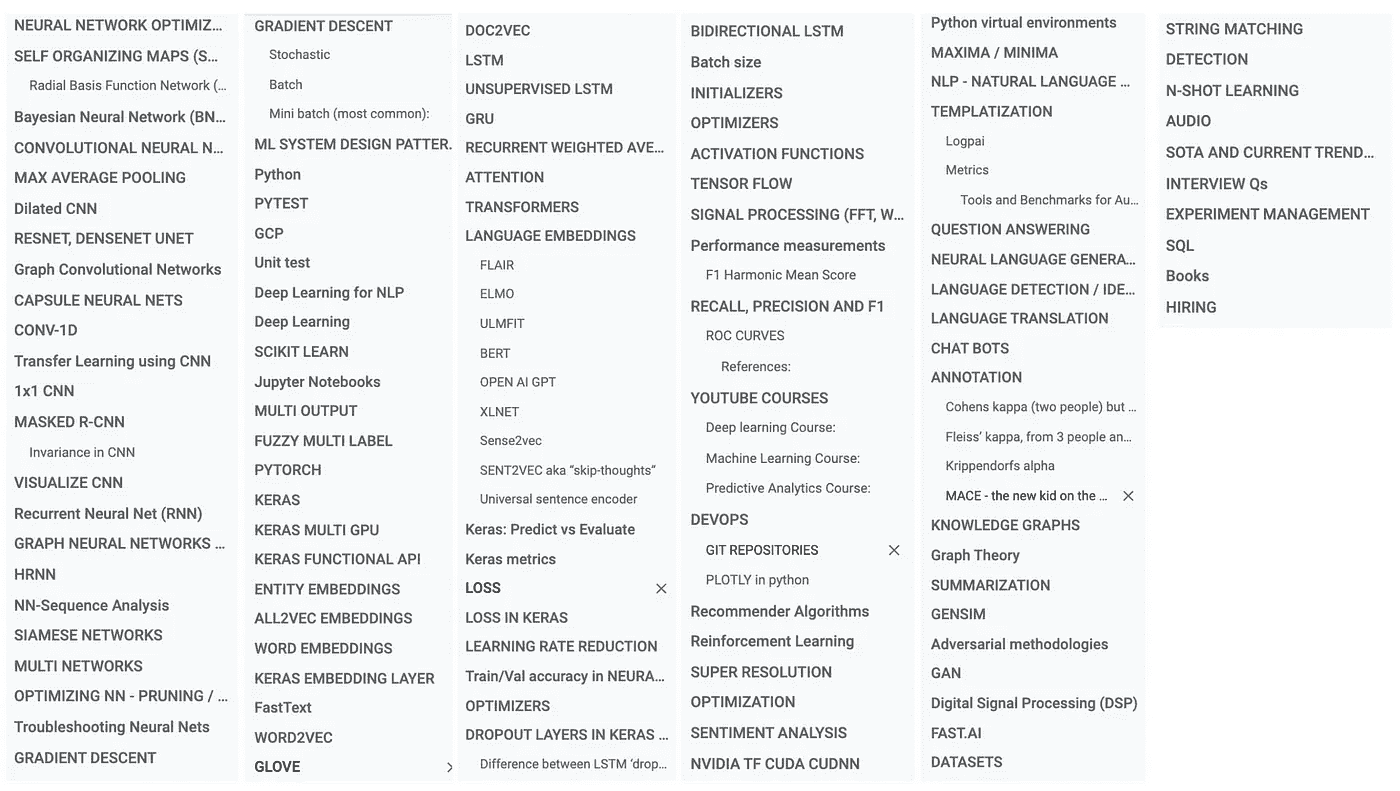 NEURAL NETWORK OPTIMIZ...
SELF ORGANIZING MAPS (S...
Radial Basis Function Network (...
Bayesian Neural Network (BN...
CONVOLUTIONAL NEURAL N...
MAX AVERAGE POOLING
Dilated CNN
RESNET, DENSENET UNET
Graph Convolutional Networks
CAPSULE NEURAL NETS
CONV-1D
Transfer Learning using CNN
1x1 CNN
MASKED R-CNN
Invariance in CNN
VISUALIZE CNN
Recurrent Neural Net (RNN)
GRAPH NEURAL NETWORKS ...
HRNN
NN-Sequence Analysis
SIAMESE NETWORKS
MULTI NETWORKS
OPTIMIZING NN - PRUNING / ...
Troubleshooting Neural Nets
GRADIENT DESCENT
GRADIENT DESCENT
Stochastic
Batch
Mini batch (most common):
ML SYSTEM DESIGN PATTER.
Python
PYTEST
GCP
Unit test
Deep Learning for NLP
Deep Learning
SCIKIT LEARN
Jupyter Notebooks
MULTI OUTPUT
FUZZY MULTI LABEL
PYTORCH
KERAS
KERAS MULTI GPU
KERAS FUNCTIONAL API
ENTITY EMBEDDINGS
ALL2VEC EMBEDDINGS
WORD EMBEDDINGS
KERAS EMBEDDING LAYER
FastText
WORD2VEC
GLOVE
DOC2VEC
LSTM
UNSUPERVISED LSTM
GRU
RECURRENT WEIGHTED AVE...
ATTENTION
TRANSFORMERS
LANGUAGE EMBEDDINGS
FLAIR
ELMO
ULMFIT
BERT
OPEN AI GPT
XLNET
Sense2vec
SENT2VEC aka “skip-thoughts”
Universal sentence encoder
Keras: Predict vs Evaluate
Keras metrics
LOSS
LOSS IN KERAS
LEARNING RATE REDUCTION
Train/Val accuracy in NEURA...
OPTIMIZERS
DROPOUT LAYERS IN KERAS ...
Difference between LSTM ‘drop...
BIDIRECTIONAL LSTM
Batch size
INITIALIZERS
OPTIMIZERS
ACTIVATION FUNCTIONS
TENSOR FLOW
SIGNAL PROCESSING (FFT, W...
Performance measurements
F1 Harmonic Mean Score
RECALL, PRECISION AND F1
ROC CURVES
References:
YOUTUBE COURSES
Deep learning Course:
Machine Learning Course:
Predictive Analytics Course:
DEVOPS
GIT REPOSITORIES
PLOTLY in python
Recommender Algorithms
Reinforcement Learning
SUPER RESOLUTION
OPTIMIZATION
SENTIMENT ANALYSIS
NVIDIA TF CUDA CUDNN
Python virtual environments
MAXIMA / MINIMA
NLP - NATURAL LANGUAGE ...
TEMPLATIZATION
Logpai
Metrics
Tools and Benchmarks for Au...
QUESTION ANSWERING
NEURAL LANGUAGE GENERA...
LANGUAGE DETECTION / IDE...
LANGUAGE TRANSLATION
CHAT BOTS
ANNOTATION
Cohens kappa (two people) but ...
Fleiss’ kappa, from 3 people an...
Krippendorfs alpha
MACE - the new kid on the ...
KNOWLEDGE GRAPHS
Graph Theory
SUMMARIZATION
GENSIM
Adversarial methodologies
GAN
Digital Signal Processing (DSP)
FAST.AI
DATASETS
STRING MATCHING
DETECTION
N-SHOT LEARNING
AUDIO
SOTA AND CURRENT TREND...
INTERVIEW Qs
EXPERIMENT MANAGEMENT
SQL
Books
HIRING